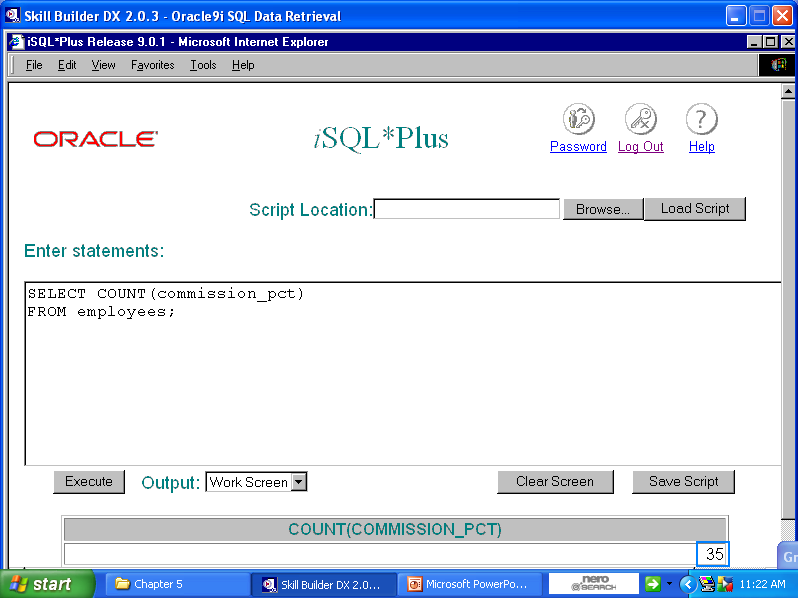 Skill Builder DX 2.0.3 - Oracle9i SQL Data Retrieval
iSQL*Plus Release 9.0.1 - Microsoft Internet Explorer
File Edit View Favorites Tools Help
ORACLE
iSQL*Plus
?
Password Log Out Help
Script Location: Browse... Load Script
Enter statements:
SELECT COUNT(commission_pct)
FROM employees;
Execute Output: Work Screen Clear Screen Save Script
COUNT(COMMISSION_PCT)
35
Gr
start Chapter 5 Skill Builder DX 2.0... Microsoft PowerPo... nero SEARCH 11:22 AM